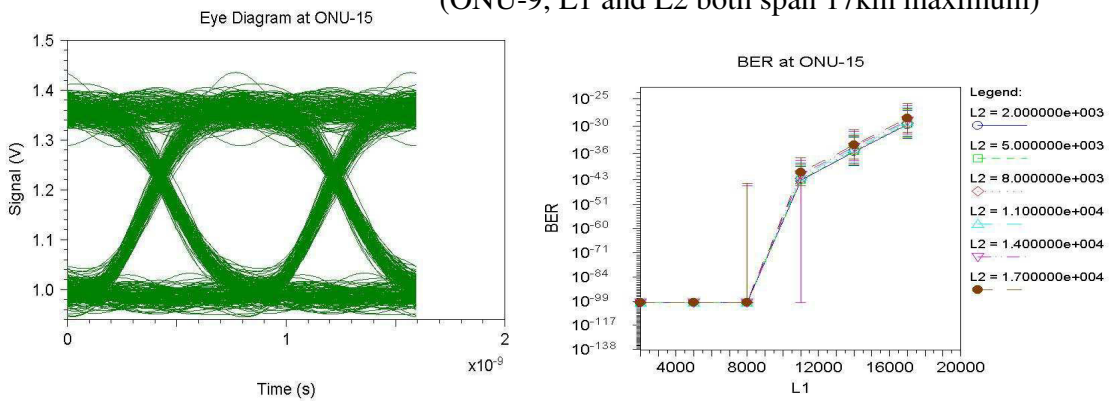 (ONU-9, L1 and L2 both span 17km maximum)
Eye Diagram at ONU-15
1.5
1.4
1.3
1.2
1.1
1.0
Signal (V)
0
1
2
x10^-9
Time (s)
BER at ONU-15
10^-25
10^-30
10^-36
10^-43
10^-51
10^-60
10^-71
10^-84
10^-99
10^-117
10^-138
BER
4000
8000
12000
16000
20000
L1
Legend:
L2 = 2.000000e+003
L2 = 5.000000e+003
L2 = 8.000000e+003
L2 = 1.100000e+004
L2 = 1.400000e+004
L2 = 1.700000e+004